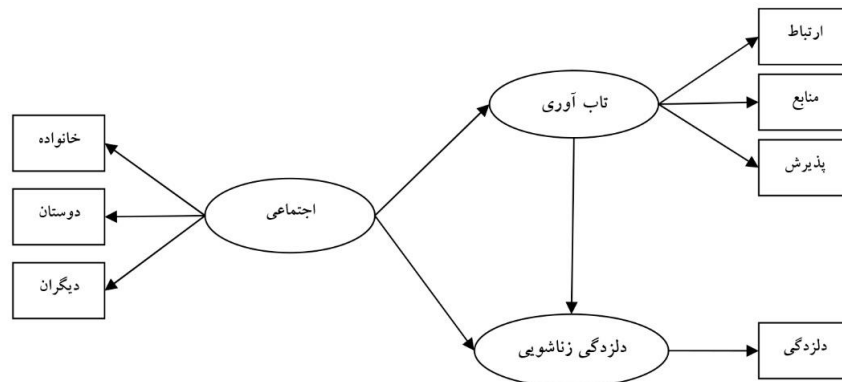 ارتباط
تاب آوری
منابع
خانواده
پذیرش
اجتماعی
دوستان
دیگران
دلزدگی زناشویی
دلزدگی